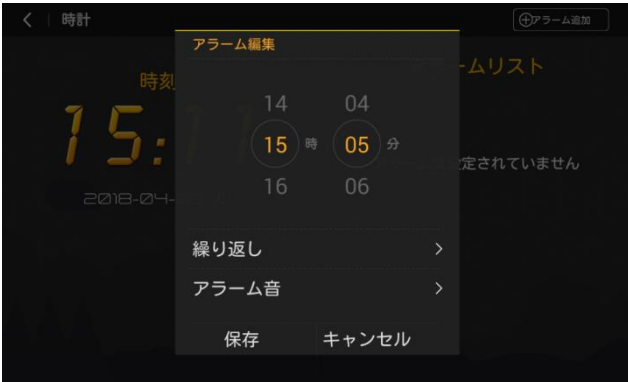 時計
アラーム追加
アラーム編集
時刻
ームリスト
14 04
15 時 05 分
16 06
15:11
定されていません
2018-04-
繰り返し
アラーム音
保存 キャンセル